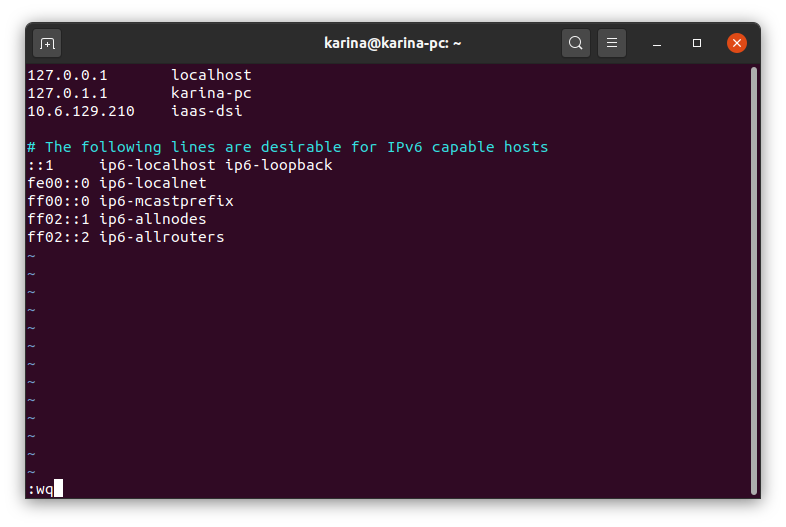 karina@karina-pc: ~
127.0.0.1 localhost
127.0.1.1 karina-pc
10.6.129.210 iaas-dsi
# The following lines are desirable for IPv6 capable hosts
::1 ip6-localhost ip6-loopback
fe00::0 ip6-localnet
ff00::0 ip6-mcastprefix
ff02::1 ip6-allnodes
ff02::2 ip6-allrouters
~
~
~
~
~
~
~
~
~
~
~
~
~
:wq